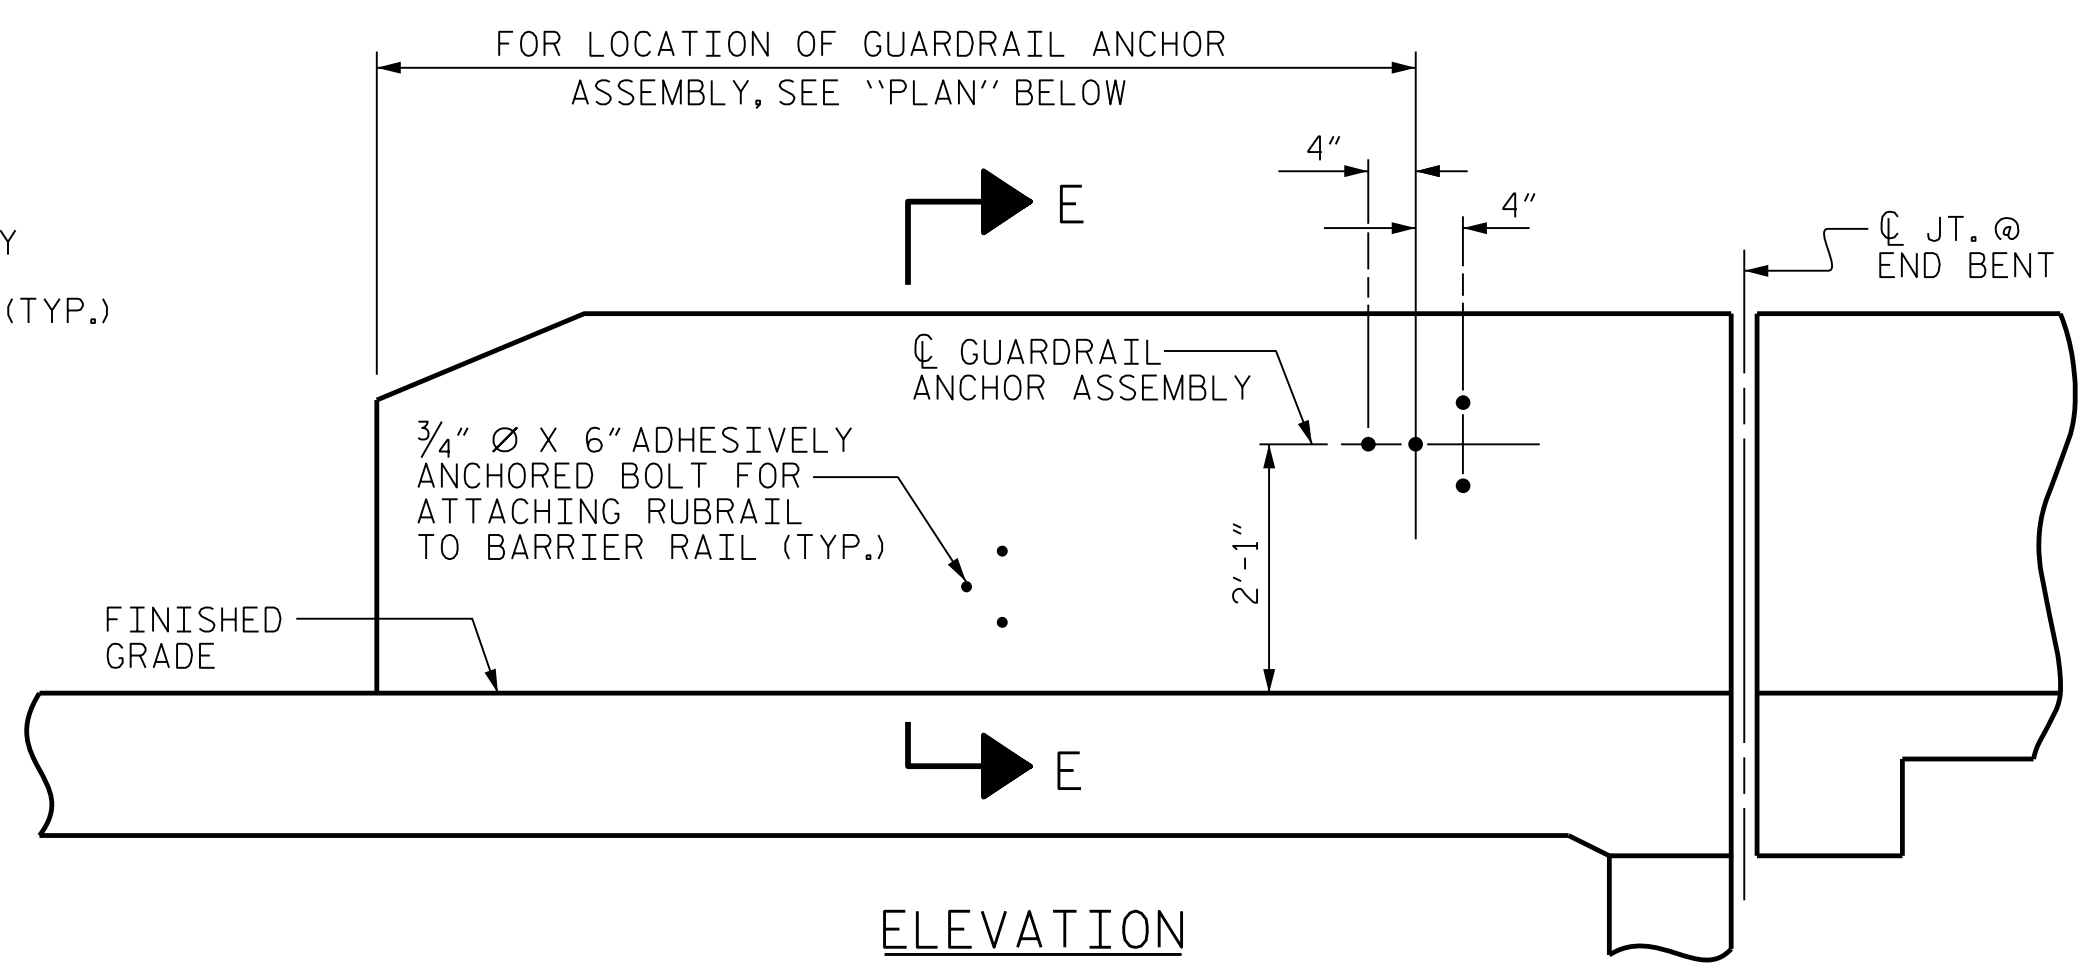 FOR LOCATION OF GUARDRAIL ANCHOR
ASSEMBLY, SEE "PLAN" BELOW
4"
4"
E
Y
(TYP.)
℄ JT. @
END BENT
℄ GUARDRAIL
ANCHOR ASSEMBLY
¾" Ø X 6" ADHESIVELY
ANCHORED BOLT FOR
ATTACHING RUBRAIL
TO BARRIER RAIL (TYP.)
2'-1"
FINISHED
GRADE
E
ELEVATION